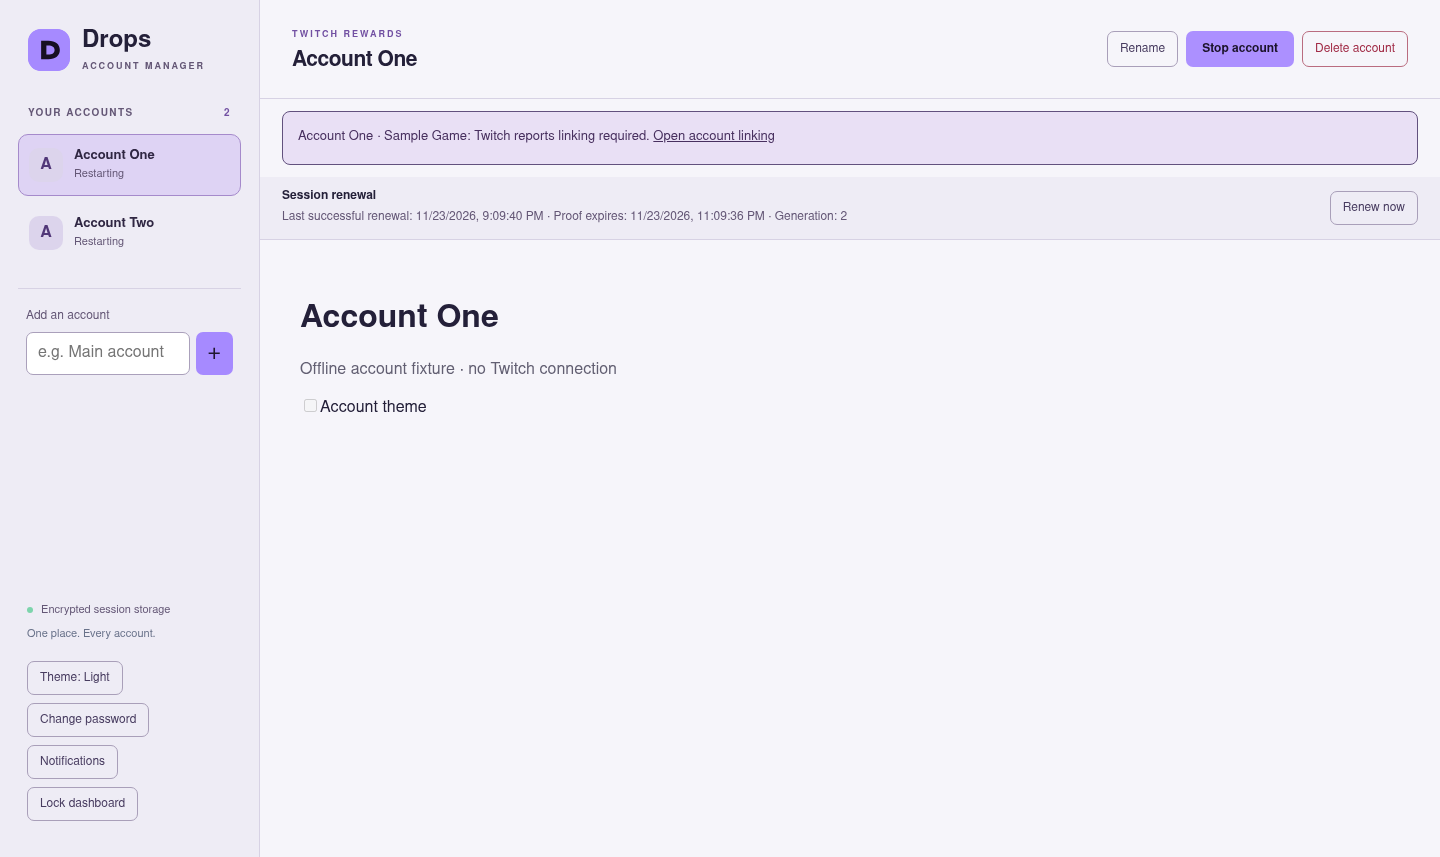 D
Drops
ACCOUNT MANAGER
YOUR ACCOUNTS 2
A
Account One
Restarting
A
Account Two
Restarting
Add an account
e.g. Main account
+
Encrypted session storage
One place. Every account.
Theme: Light
Change password
Notifications
Lock dashboard
TWITCH REWARDS
Account One
Rename
Stop account
Delete account
Account One · Sample Game: Twitch reports linking required. Open account linking
Session renewal
Last successful renewal: 11/23/2026, 9:09:40 PM · Proof expires: 11/23/2026, 11:09:36 PM · Generation: 2
Renew now
Account One
Offline account fixture · no Twitch connection
Account theme